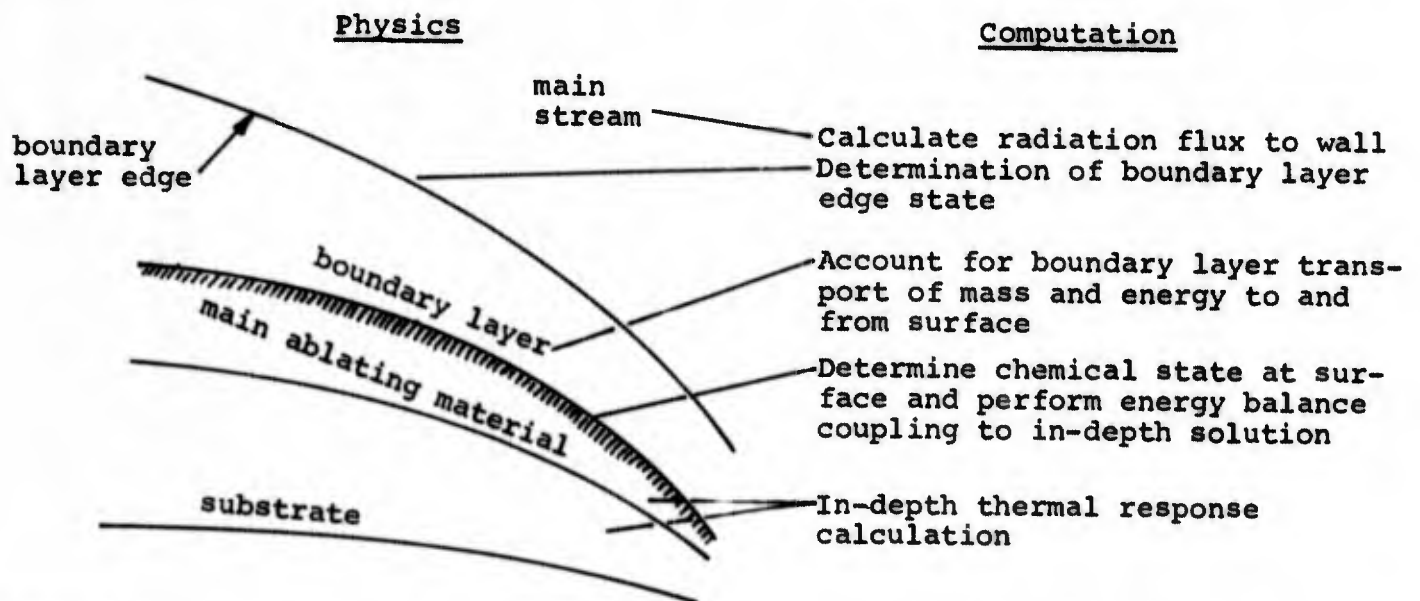 Physics
Computation
main
stream
boundary
layer edge
Calculate radiation flux to wall
Determination of boundary layer
edge state
boundary layer
Account for boundary layer trans-
port of mass and energy to and
from surface
main ablating material
Determine chemical state at sur-
face and perform energy balance
coupling to in-depth solution
substrate
In-depth thermal response
calculation